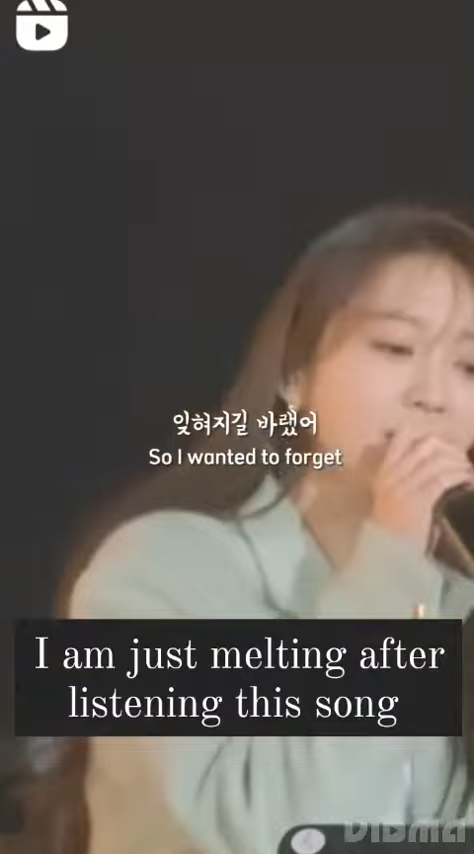 잊혀지길 바랬어
So I wanted to forget
I am just melting after
listening this song